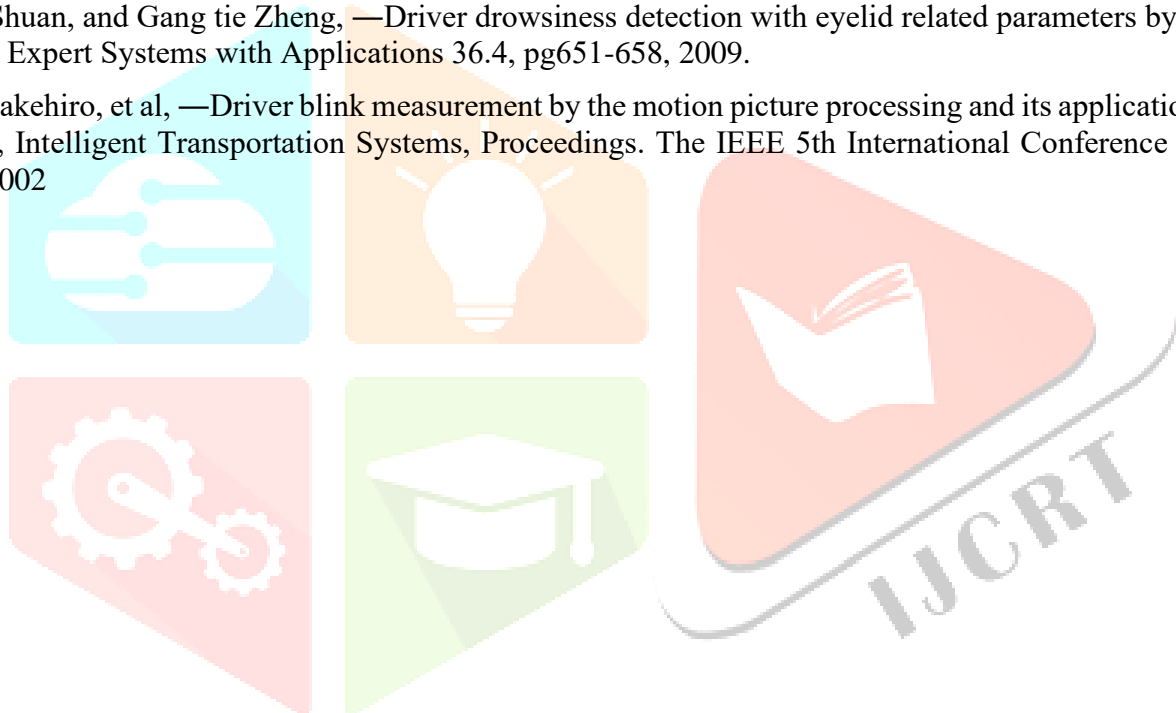 Shuan, and Gang tie Zheng, ―Driver drowsiness detection with eyelid related parameters by
Expert Systems with Applications 36.4, pg651-658, 2009.
akehiro, et al, ―Driver blink measurement by the motion picture processing and its applicatio
, Intelligent Transportation Systems, Proceedings. The IEEE 5th International Conference
002
IJCRT